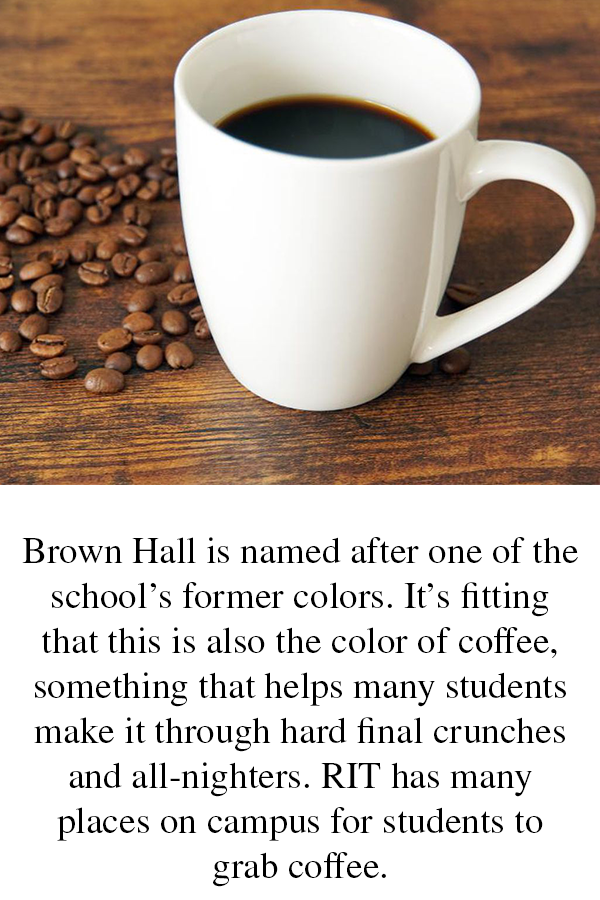 Brown Hall is named after one of the
school’s former colors. It’s fitting
that this is also the color of coffee,
something that helps many students
make it through hard final crunches
and all-nighters. RIT has many
places on campus for students to
grab coffee.